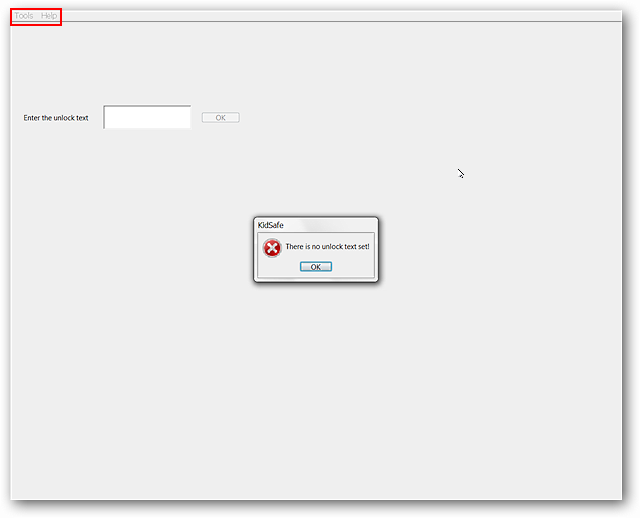 Tools Help
Enter the unlock text OK
KidSafe
There is no unlock text set!
OK